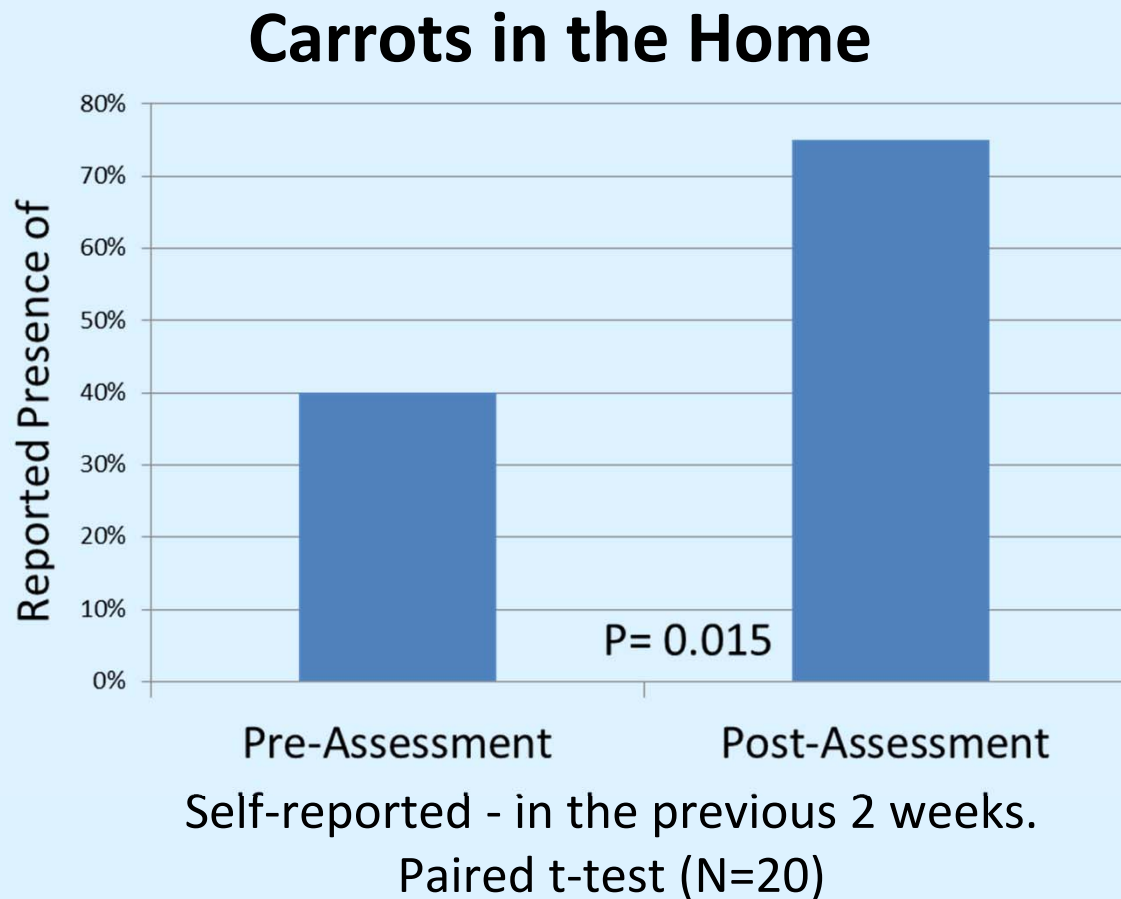 Carrots in the Home
80%
70%
60%
50%
40%
30%
20%
10%
0%
Reported Presence of
P= 0.015
Pre-Assessment
Post-Assessment
Self-reported - in the previous 2 weeks.
Paired t-test (N=20)